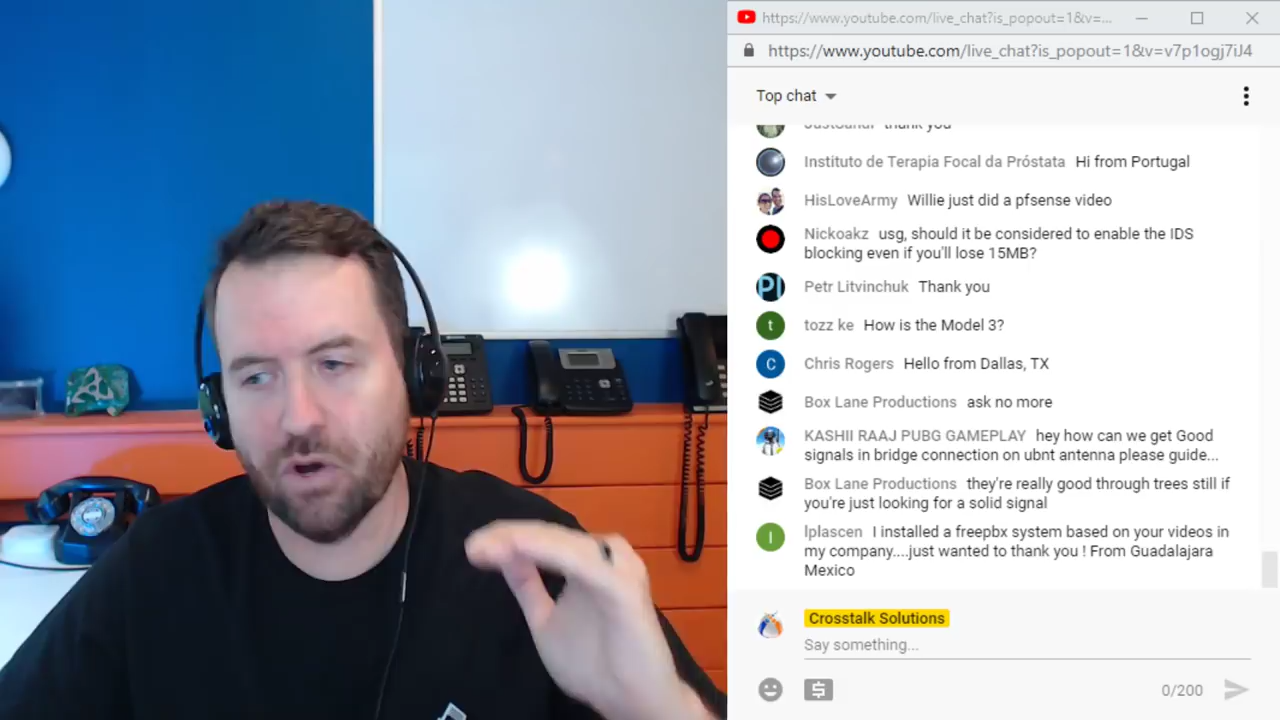 https://www.youtube.com/live_chat?is_popout=1&v=...
https://www.youtube.com/live_chat?is_popout=1&v=v7p1ogj7iJ4
Top chat
thank you
Instituto de Terapia Focal da Próstata Hi from Portugal
HisLoveArmy Willie just did a pfsense video
Nickoakz usg, should it be considered to enable the IDS
blocking even if you'll lose 15MB?
Petr Litvinchuk Thank you
t tozz ke How is the Model 3?
C Chris Rogers Hello from Dallas, TX
Box Lane Productions ask no more
KASHII RAAJ PUBG GAMEPLAY hey how can we get Good
signals in bridge connection on ubnt antenna please guide...
Box Lane Productions they're really good through trees still if
you're just looking for a solid signal
l lplascen I installed a freepbx system based on your videos in
my company....just wanted to thank you ! From Guadalajara
Mexico
Crosstalk Solutions
Say something...
0/200